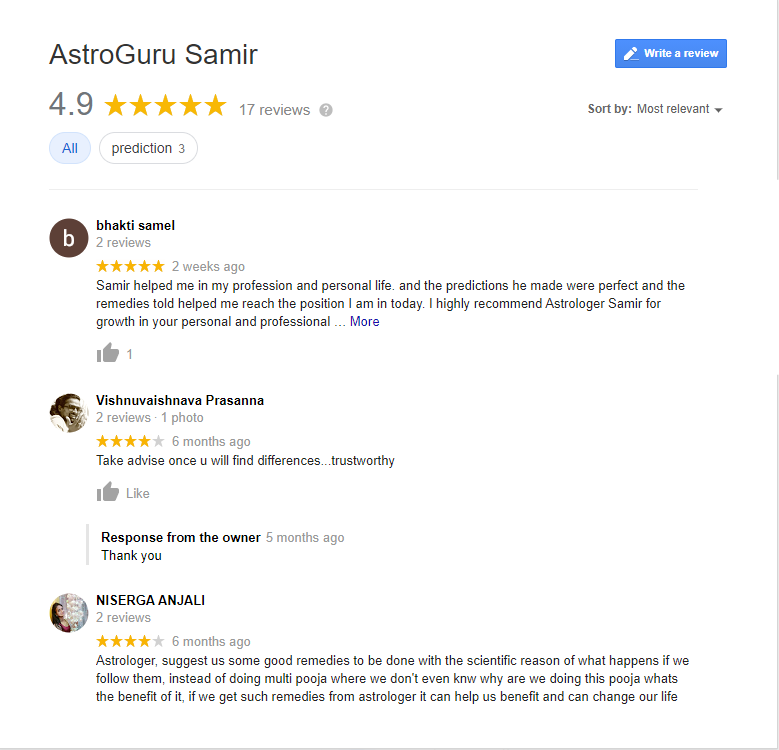 AstroGuru Samir
Write a review
4.9 17 reviews ?
Sort by: Most relevant
All prediction 3
b
bhakti samel
2 reviews
2 weeks ago
Samir helped me in my profession and personal life. and the predictions he made were perfect and the
remedies told helped me reach the position I am in today. I highly recommend Astrologer Samir for
growth in your personal and professional … More
1
Vishnuvaishnava Prasanna
2 reviews · 1 photo
6 months ago
Take advise once u will find differences...trustworthy
Like
Response from the owner 5 months ago
Thank you
NISERGA ANJALI
2 reviews
6 months ago
Astrologer, suggest us some good remedies to be done with the scientific reason of what happens if we
follow them, instead of doing multi pooja where we don't even knw why are we doing this pooja whats
the benefit of it, if we get such remedies from astrologer it can help us benefit and can change our life